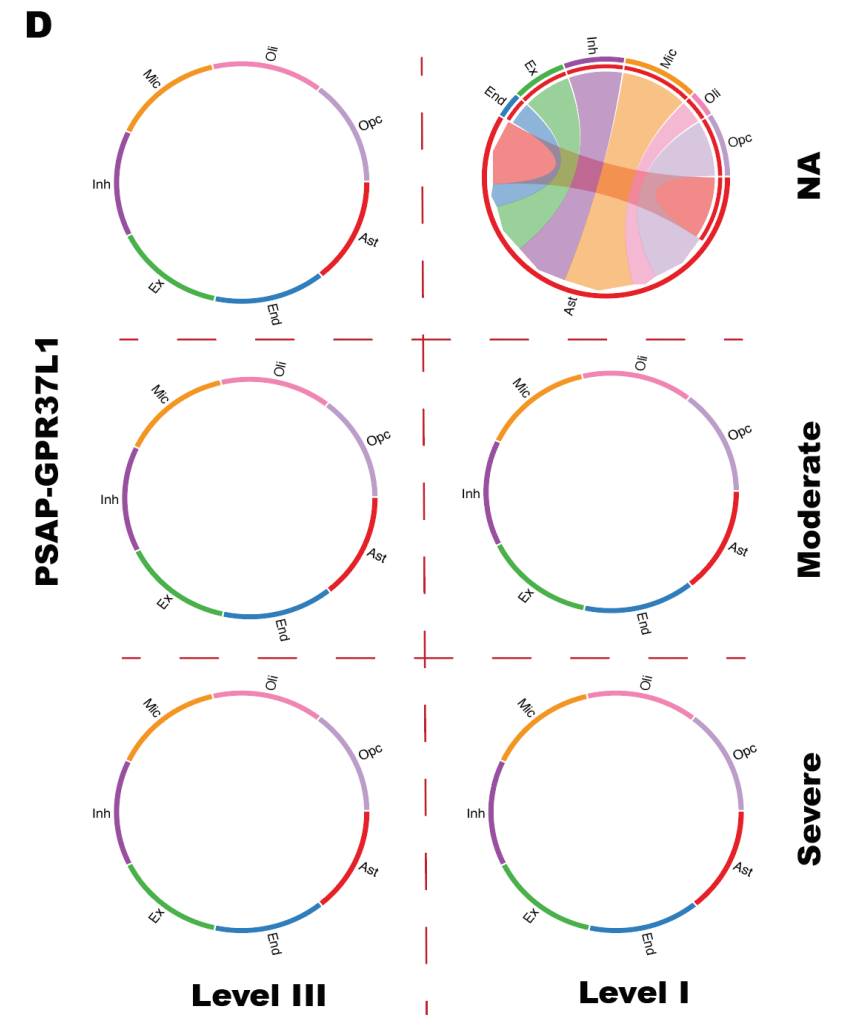 D
Oli
Mic
Opc
Inh
Ast
Ex
End
Inh
Ex
Mic
End
Oli
Opc
Ast
NA
PSAP-GPR37L1
Oli
Mic
Opc
Inh
Ast
Ex
End
Oli
Mic
Opc
Inh
Ast
Ex
End
Moderate
Oli
Mic
Opc
Inh
Ast
Ex
End
Oli
Mic
Opc
Inh
Ast
Ex
End
Severe
Level III
Level I